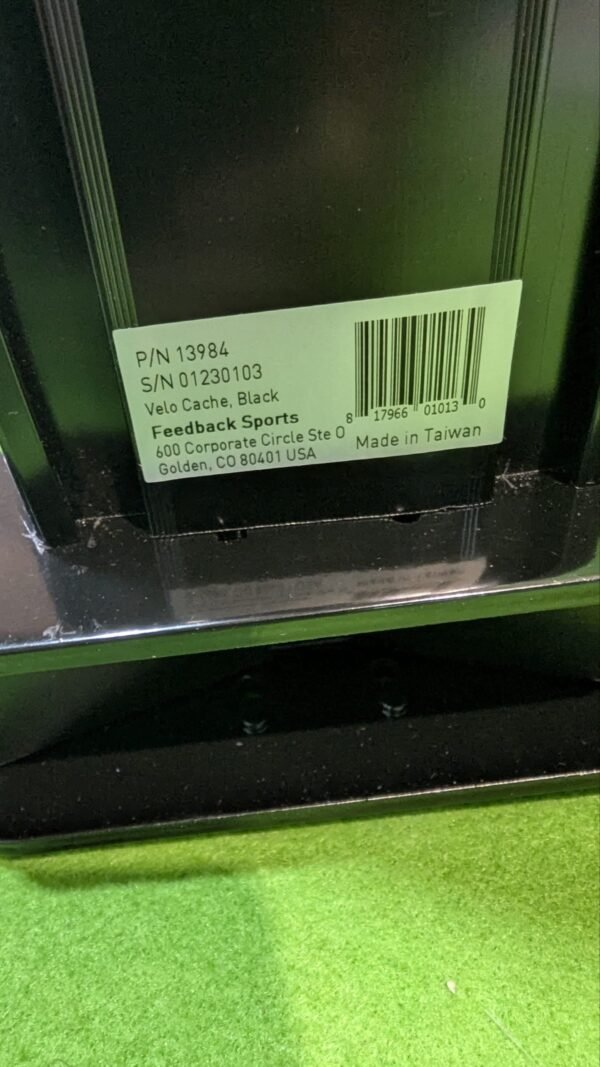 P/N 13984
S/N 01230103
Velo Cache, Black
Feedback Sports
600 Corporate Circle Ste O
Golden, CO 80401 USA
8 17966 01013 0
Made in Taiwan